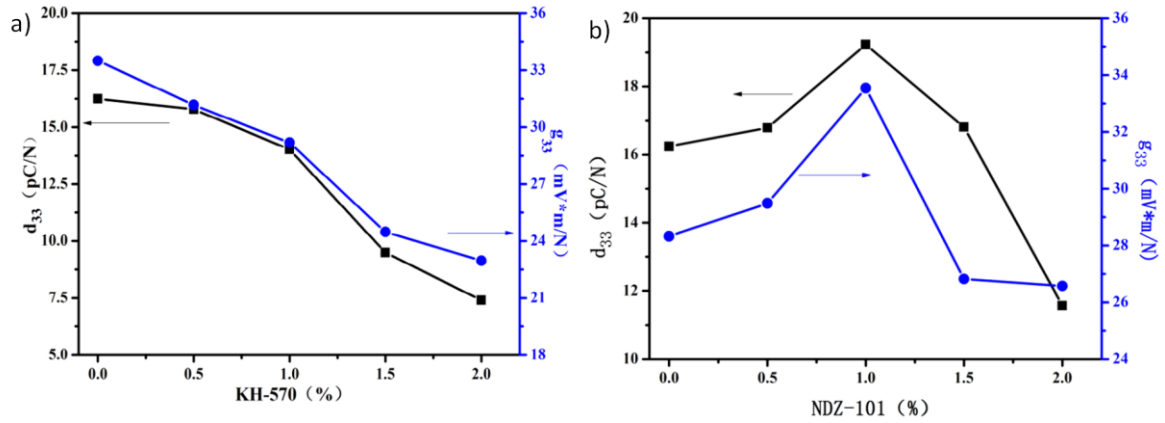 a)
20.0
17.5
15.0
12.5
10.0
7.5
5.0
d33 (pC/N)
36
33
30
27
24
21
18
g33 (mV*m/N)
0.0 0.5 1.0 1.5 2.0
KH-570 (%)
b)
20
18
16
14
12
10
d33 (pC/N)
36
34
32
30
28
26
24
g33 (mV*m/N)
0.0 0.5 1.0 1.5 2.0
NDZ-101 (%)